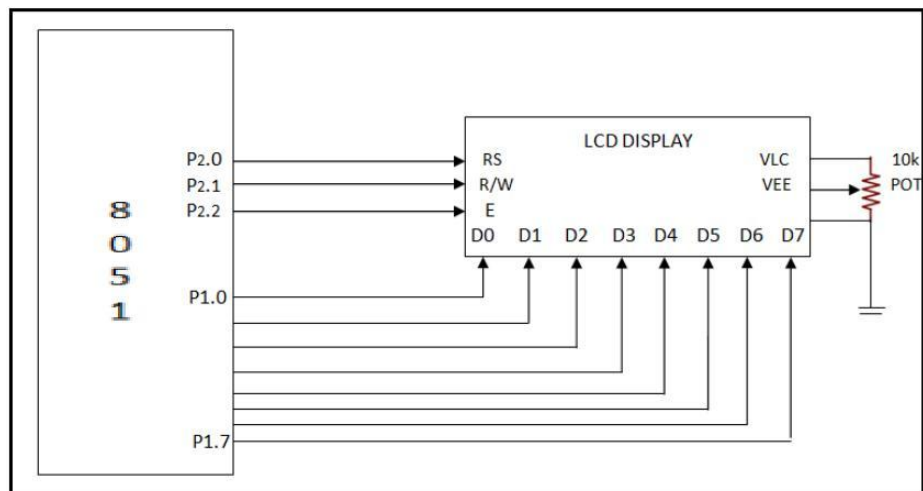 LCD DISPLAY
P2.0 RS VLC 10k
P2.1 R/W VEE POT
P2.2 E
D0 D1 D2 D3 D4 D5 D6 D7
8
0
5
1
P1.0
P1.7